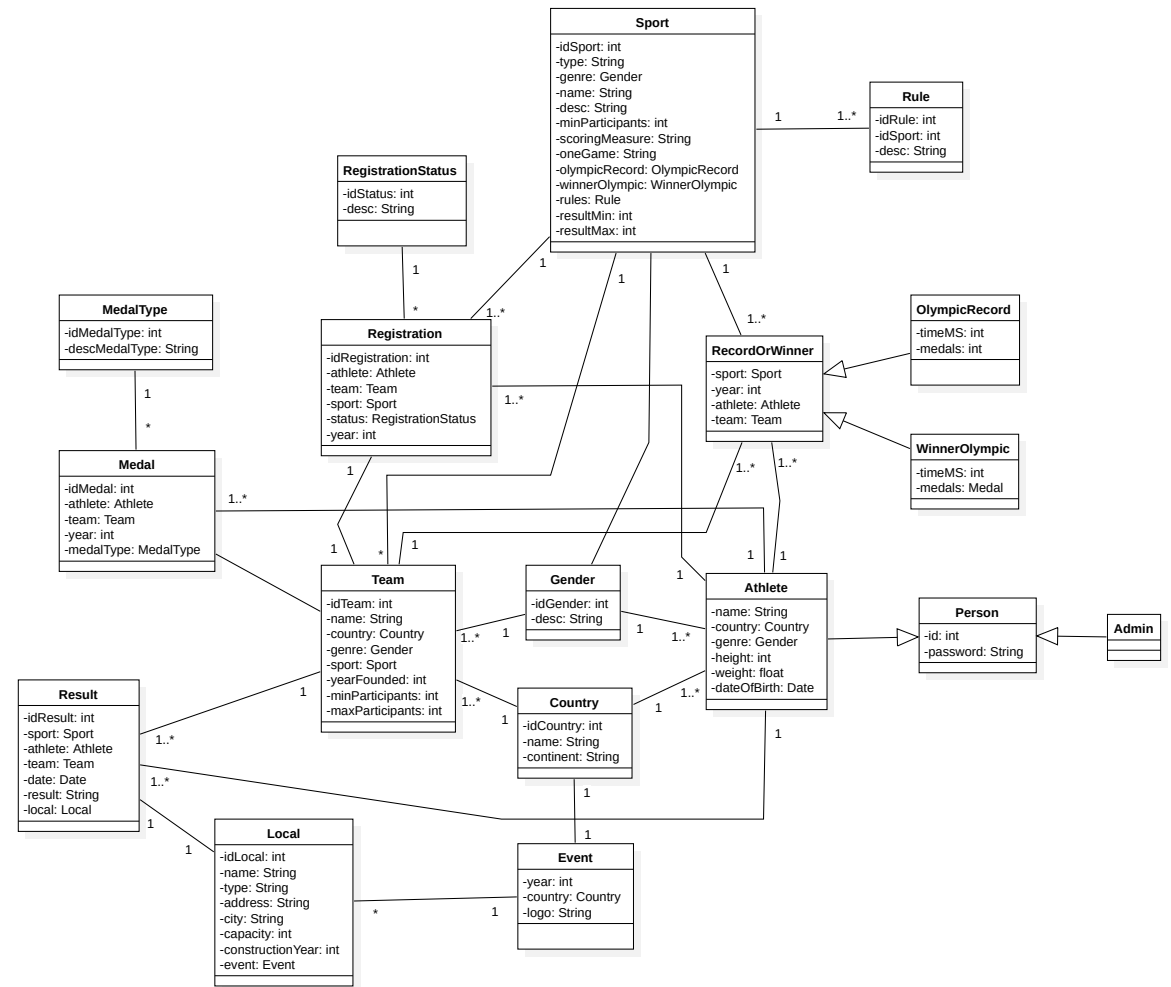 Sport
-idSport: int
-type: String
-genre: Gender
-name: String
-desc: String
-minParticipants: int
-scoringMeasure: String
-oneGame: String
-olympicRecord: OlympicRecord
-winnerOlympic: WinnerOlympic
-rules: Rule
-resultMin: int
-resultMax: int
1
1..*
Rule
-idRule: int
-idSport: int
-desc: String
RegistrationStatus
-idStatus: int
-desc: String
1
*
1
1..*
1
1
1..*
MedalType
-idMedalType: int
-descMedalType: String
1
*
Registration
-idRegistration: int
-athlete: Athlete
-team: Team
-sport: Sport
-status: RegistrationStatus
-year: int
1..*
1
1
1
*
RecordOrWinner
-sport: Sport
-year: int
-athlete: Athlete
-team: Team
1..*
1..*
1
1
1
OlympicRecord
-timeMS: int
-medals: int
WinnerOlympic
-timeMS: int
-medals: Medal
Medal
-idMedal: int
-athlete: Athlete
-team: Team
-year: int
-medalType: MedalType
1..*
Team
-idTeam: int
-name: String
-country: Country
-genre: Gender
-sport: Sport
-yearFounded: int
-minParticipants: int
-maxParticipants: int
1..*
1
1..*
1
1
Gender
-idGender: int
-desc: String
1
1..*
Athlete
-name: String
-country: Country
-genre: Gender
-height: int
-weight: float
-dateOfBirth: Date
1..*
1
1
Person
-id: int
-password: String
Admin
Result
-idResult: int
-sport: Sport
-athlete: Athlete
-team: Team
-date: Date
-result: String
-local: Local
1..*
1..*
1
1
Country
-idCountry: int
-name: String
-continent: String
1
1
Local
-idLocal: int
-name: String
-type: String
-address: String
-city: String
-capacity: int
-constructionYear: int
-event: Event
*
1
Event
-year: int
-country: Country
-logo: String